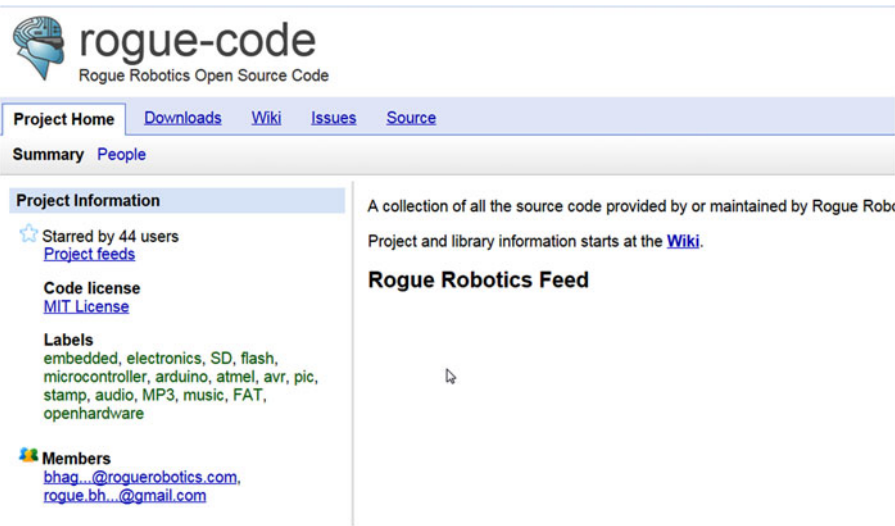 rogue-code
Rogue Robotics Open Source Code
Project Home Downloads Wiki Issues Source
Summary People
Project Information
Starred by 44 users
Project feeds
Code license
MIT License
Labels
embedded, electronics, SD, flash,
microcontroller, arduino, atmel, avr, pic,
stamp, audio, MP3, music, FAT,
openhardware
Members
bhag...@roguerobotics.com,
rogue.bh...@gmail.com
A collection of all the source code provided by or maintained by Rogue Robo
Project and library information starts at the Wiki.
Rogue Robotics Feed